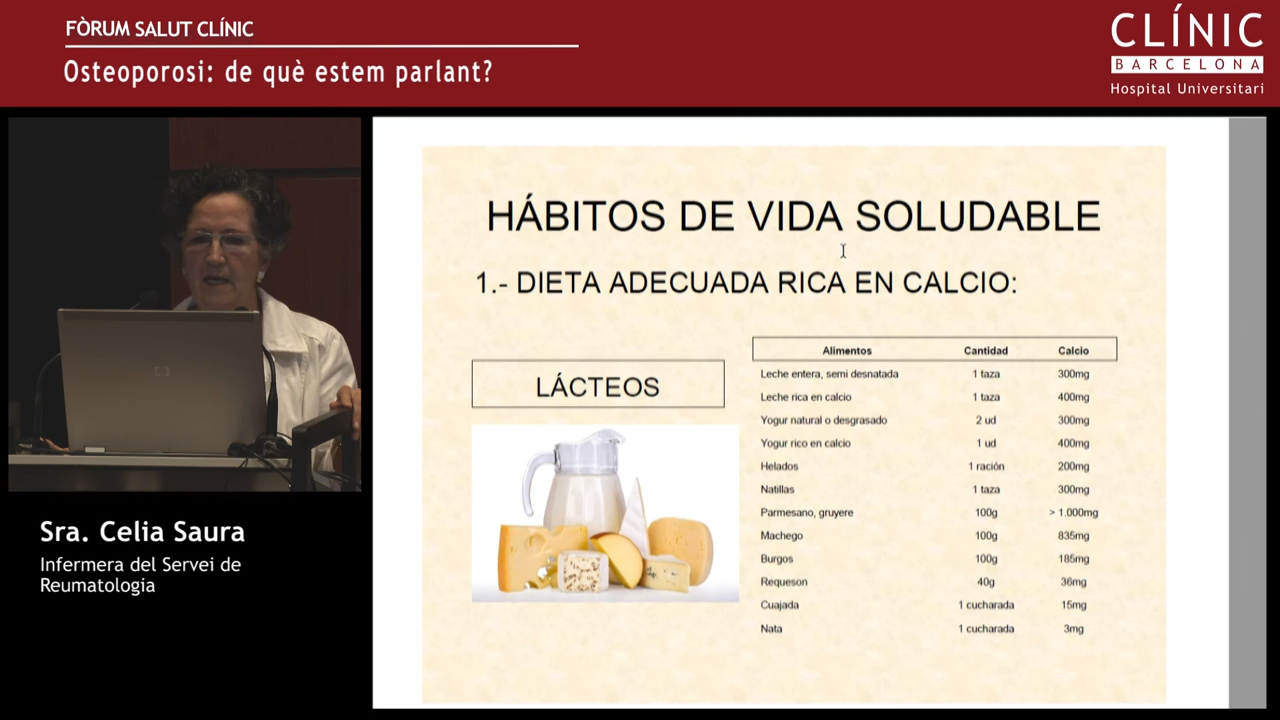 FÒRUM SALUT CLÍNIC
Osteoporosi: de què estem parlant?
CLÍNIC
BARCELONA
Hospital Universitari
HÁBITOS DE VIDA SOLUDABLE
1.- DIETA ADECUADA RICA EN CALCIO:
LÁCTEOS
Alimentos Cantidad Calcio
Leche entera, semi desnatada 1 taza 300mg
Leche rica en calcio 1 taza 400mg
Yogur natural o desgrasado 2 ud 300mg
Yogur rico en calcio 1 ud 400mg
Helados 1 ración 200mg
Natillas 1 taza 300mg
Parmesano, gruyere 100g > 1.000mg
Machego 100g 835mg
Burgos 100g 185mg
Requeson 40g 36mg
Cuajada 1 cucharada 15mg
Nata 1 cucharada 3mg
Sra. Celia Saura
Infermera del Servei de
Reumatologia